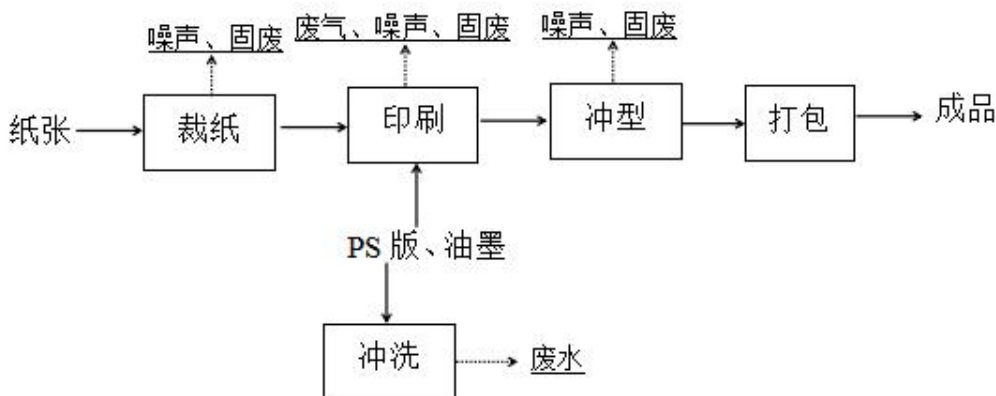 噪声、固废
废气、噪声、固废
噪声、固废
纸张
裁纸
印刷
冲型
打包
成品
PS 版、油墨
冲洗
废水